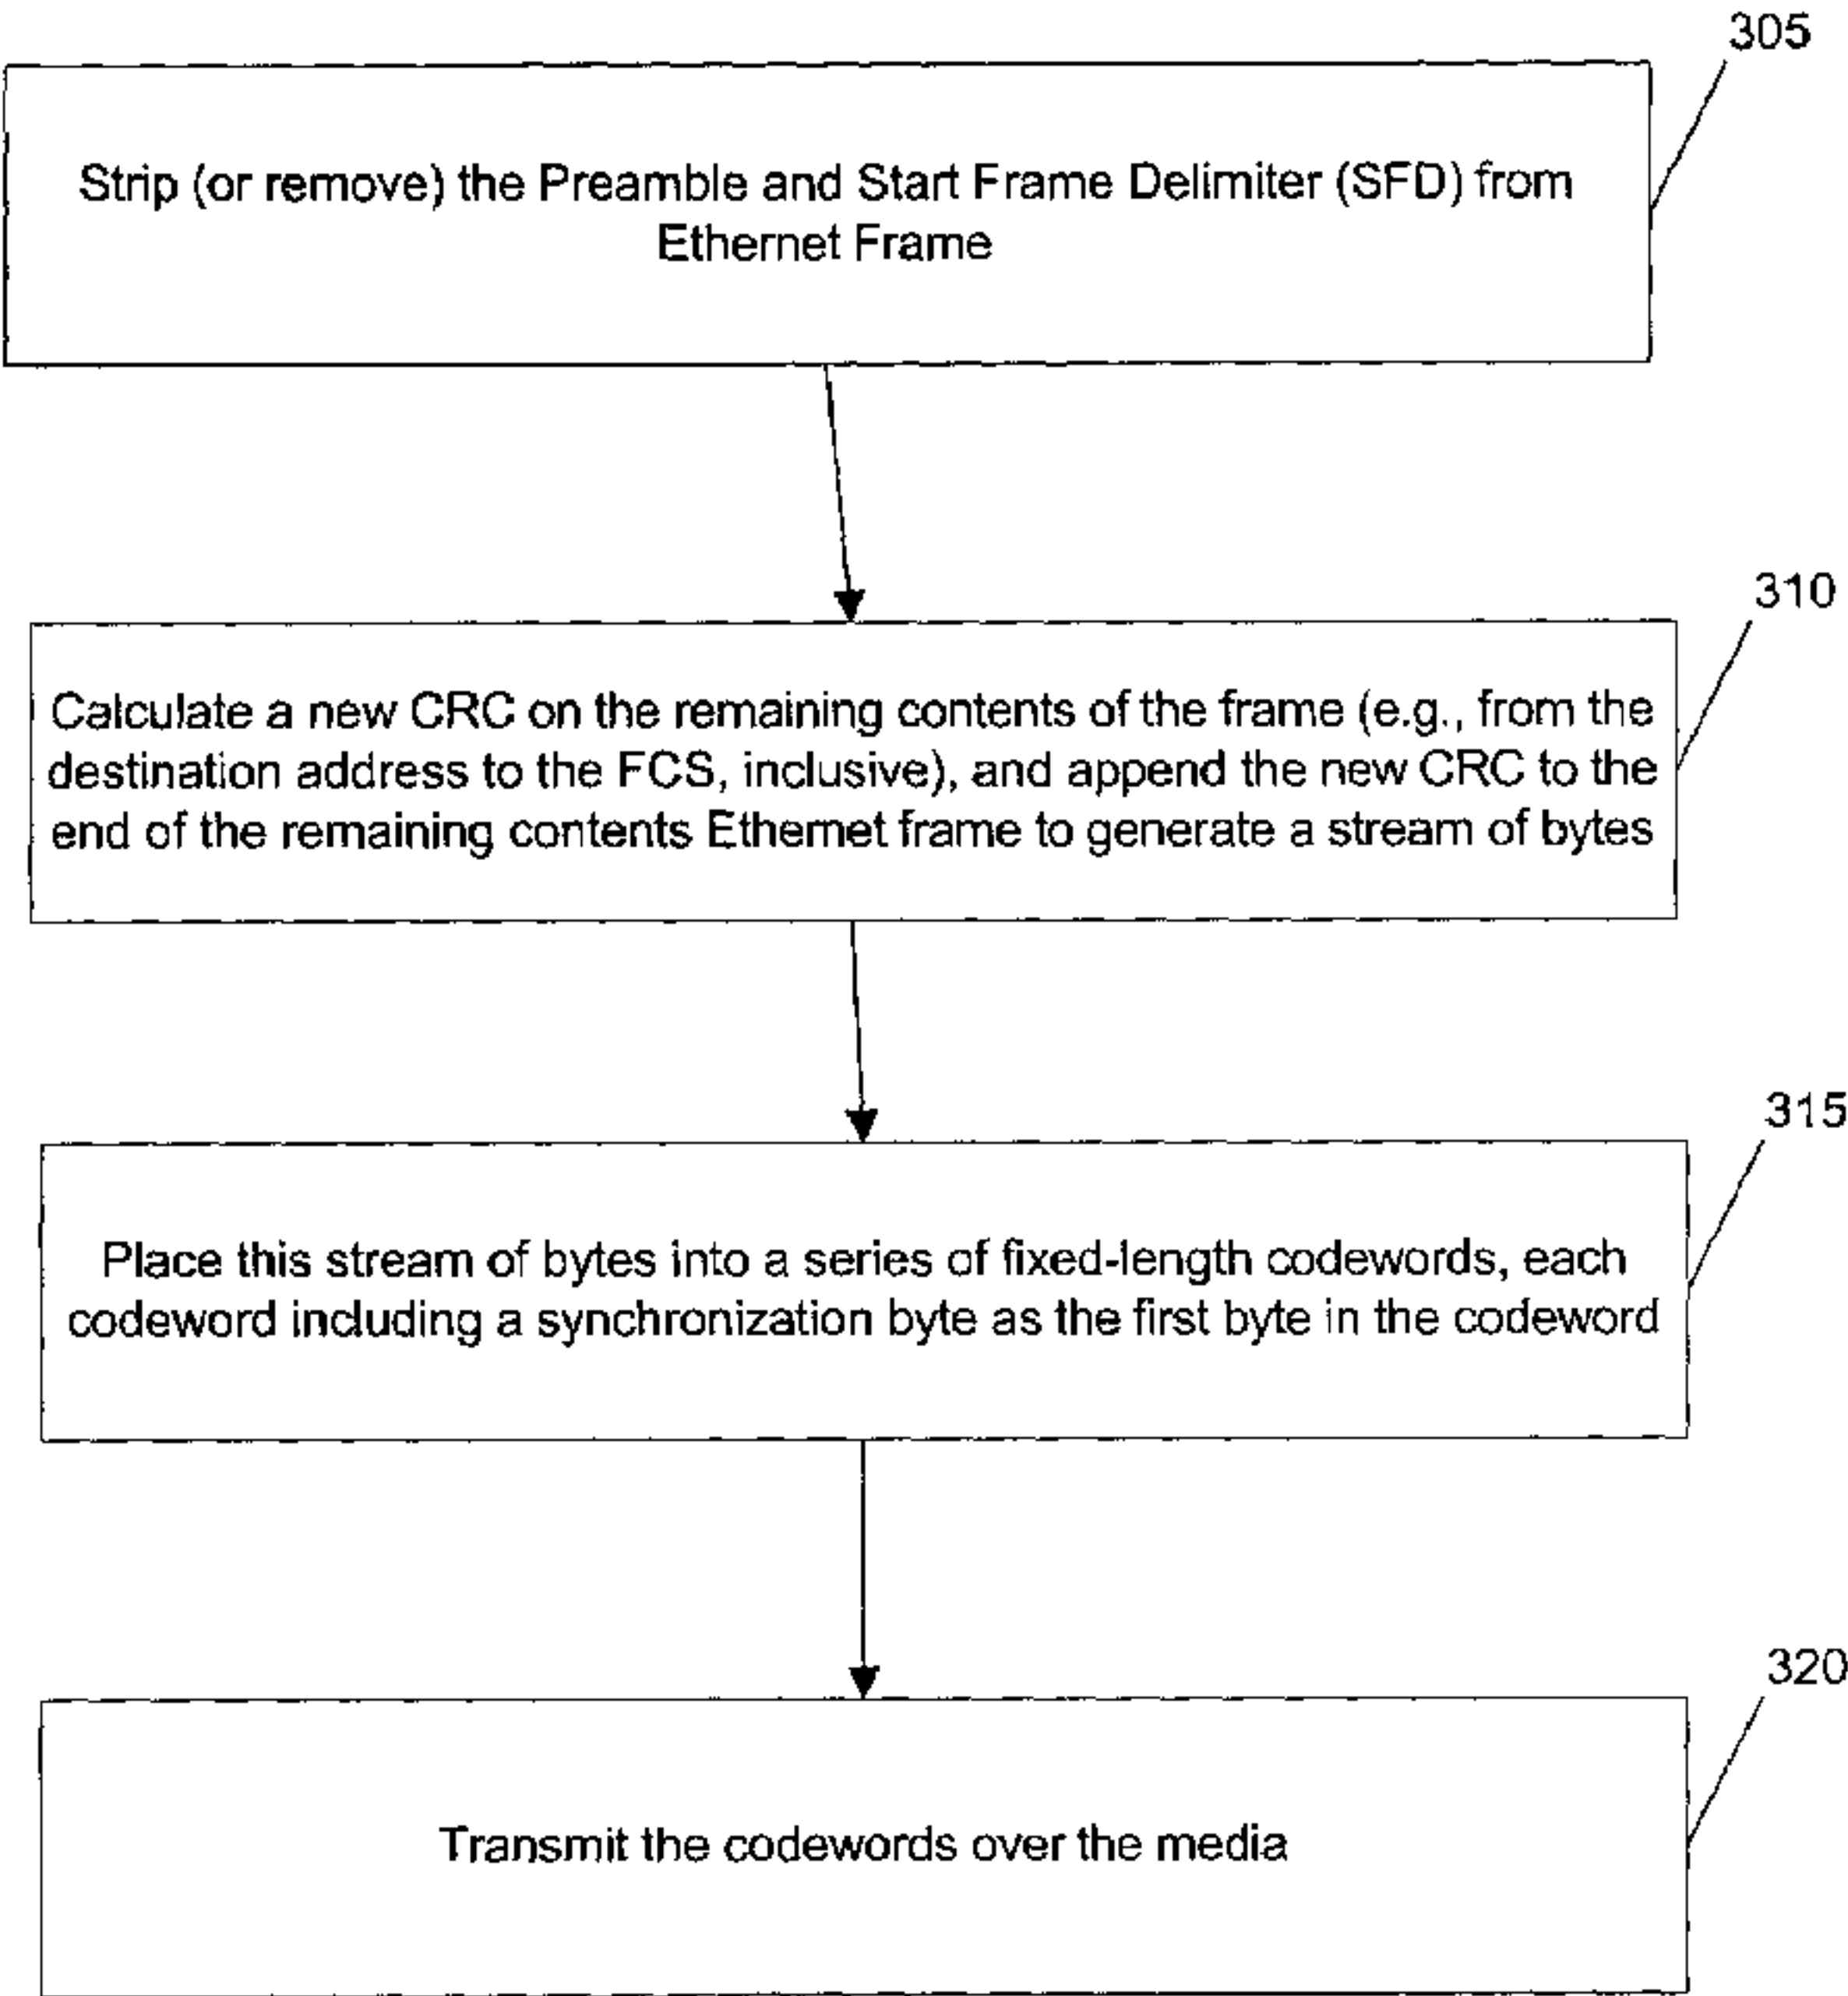 305
Strip (or remove) the Preamble and Start Frame Delimiter (SFD) from
Ethernet Frame
310
Calculate a new CRC on the remaining contents of the frame (e.g., from the
destination address to the FCS, inclusive), and append the new CRC to the
end of the remaining contents Ethernet frame to generate a stream of bytes
315
Place this stream of bytes into a series of fixed-length codewords, each
codeword including a synchronization byte as the first byte in the codeword
320
Transmit the codewords over the media